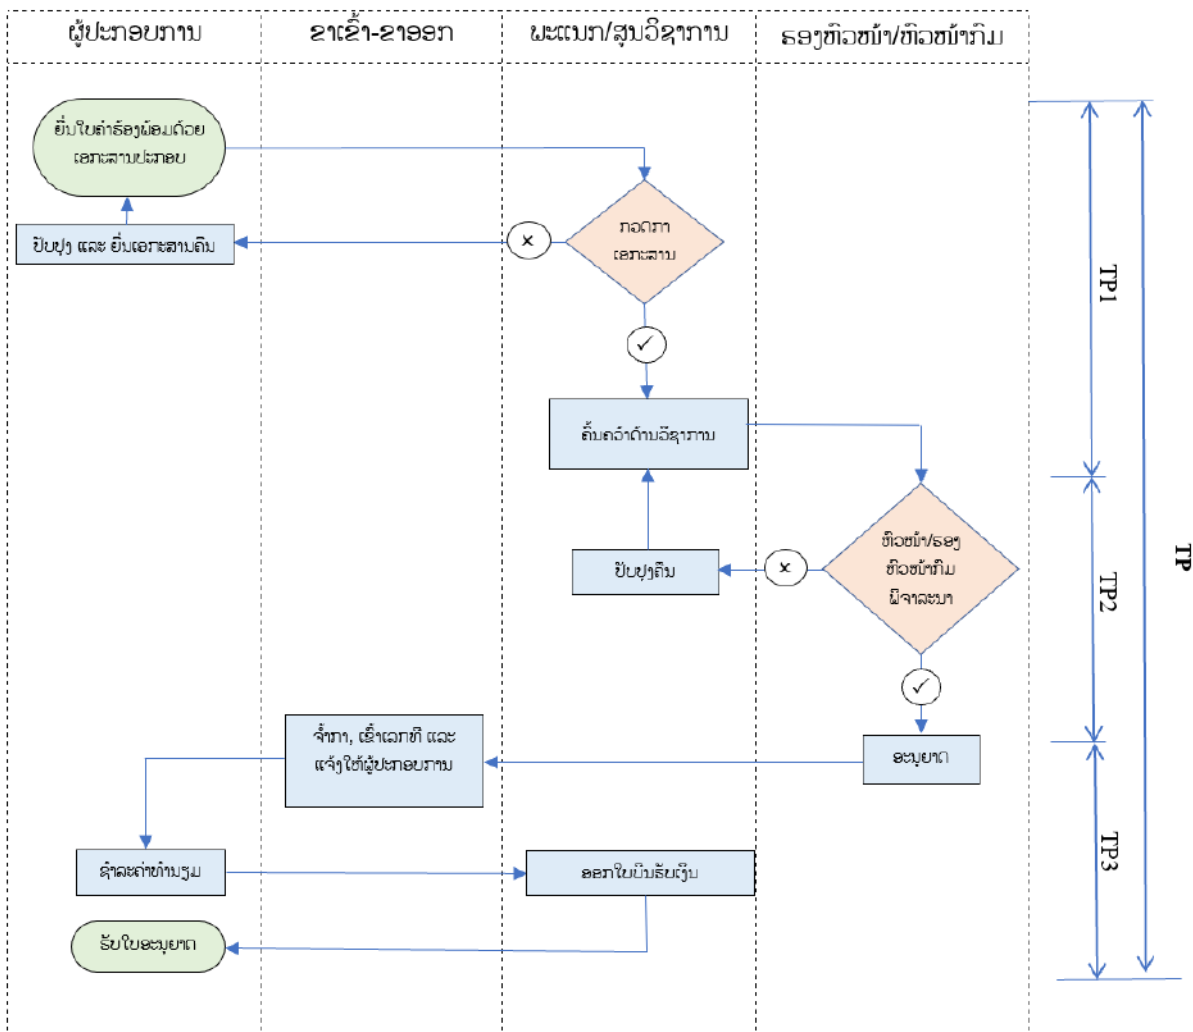 ຜູ້ປະກອບການ
ຂາເຂົ້າ-ຂາອອກ
ພະແນກ/ສູນວິຊາການ
ຮອງຫົວໜ້າ/ຫົວໜ້າກົມ
ຍື່ນໃບຄຳຮ້ອງພ້ອມດ້ວຍ
ເອກະສານປະກອບ
ປັບປຸງ ແລະ ຍື່ນເອກະສານຄືນ
ກວດກາ
ເອກະສານ
TP1
ຄົ້ນຄວ້າດ້ານວິຊາການ
ປັບປຸງຄືນ
ຫົວໜ້າ/ຮອງ
ຫົວໜ້າກົມ
ພິຈາລະນາ
TP2
TP
ຈ້ຳກາ, ເຂົ້າເລກທີ ແລະ
ແຈ້ງໃຫ້ຜູ້ປະກອບການ
ອະນຸຍາດ
ຊຳລະຄ່າທຳນຽມ
ອອກໃບບິນຮັບເງິນ
TP3
ຮັບໃບອະນຸຍາດ